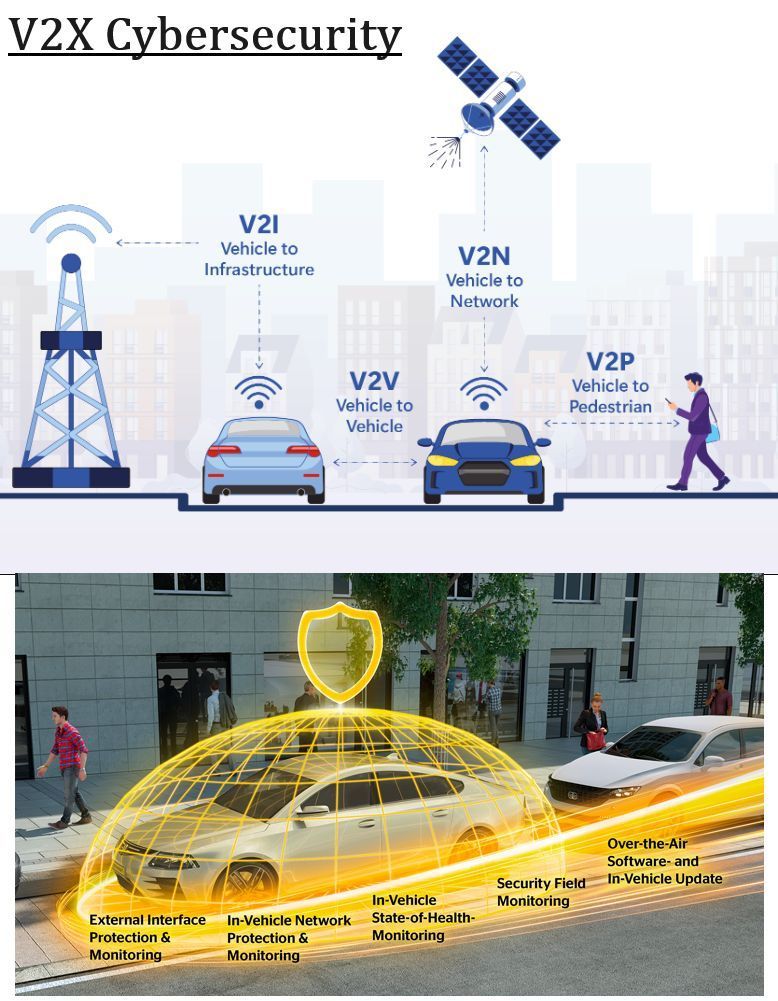 V2X Cybersecurity
V2I
Vehicle to
Infrastructure
V2N
Vehicle to
Network
V2V
Vehicle to
Vehicle
V2P
Vehicle to
Pedestrian
External Interface
Protection &
Monitoring
In-Vehicle Network
Protection &
Monitoring
In-Vehicle
State-of-Health-
Monitoring
Security Field
Monitoring
Over-the-Air
Software- and
In-Vehicle Update